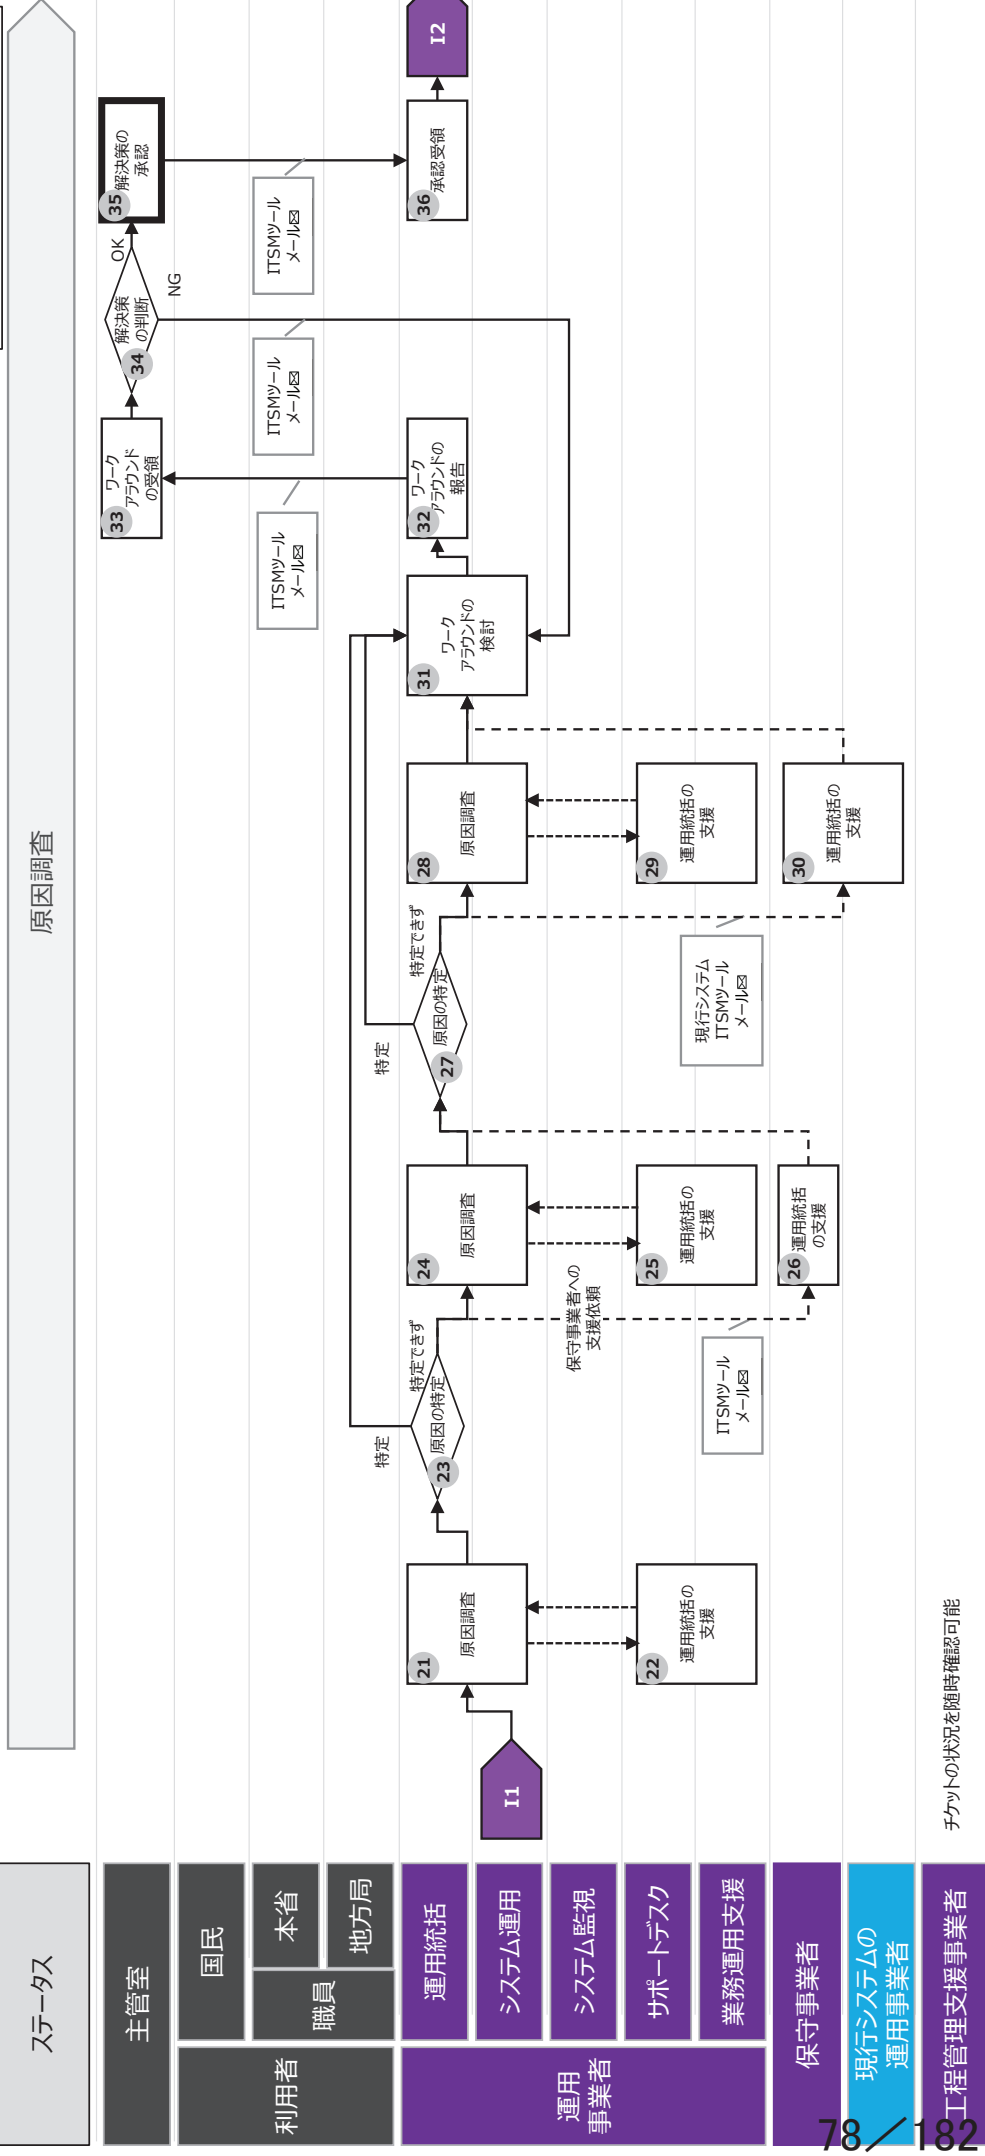 ステータス
原因調査
主管室
利用者
国民
職員
本省
地方局
運用
事業者
運用統括
システム運用
システム監視
サポートデスク
業務運用支援
保守事業者
現行システムの
運用事業者
工程管理支援事業者
I1
21
原因調査
22
運用統括の
支援
23
原因の特定
特定
特定できず
24
原因調査
保守事業者への
支援依頼
25
運用統括の
支援
26
運用統括
の支援
ITSMツール
メール✉
27
原因の特定
特定
特定できず
28
原因調査
29
運用統括の
支援
30
運用統括の
支援
現行システム
ITSMツール
メール✉
31
ワーク
アラウンドの
検討
32
ワーク
アラウンドの
報告
ITSMツール
メール✉
33
ワーク
アラウンド
の受領
34
解決策
の判断
OK
NG
ITSMツール
メール✉
35
解決策の
承認
ITSMツール
メール✉
36
承認受領
I2
チケットの状況を随時確認可能
78／182